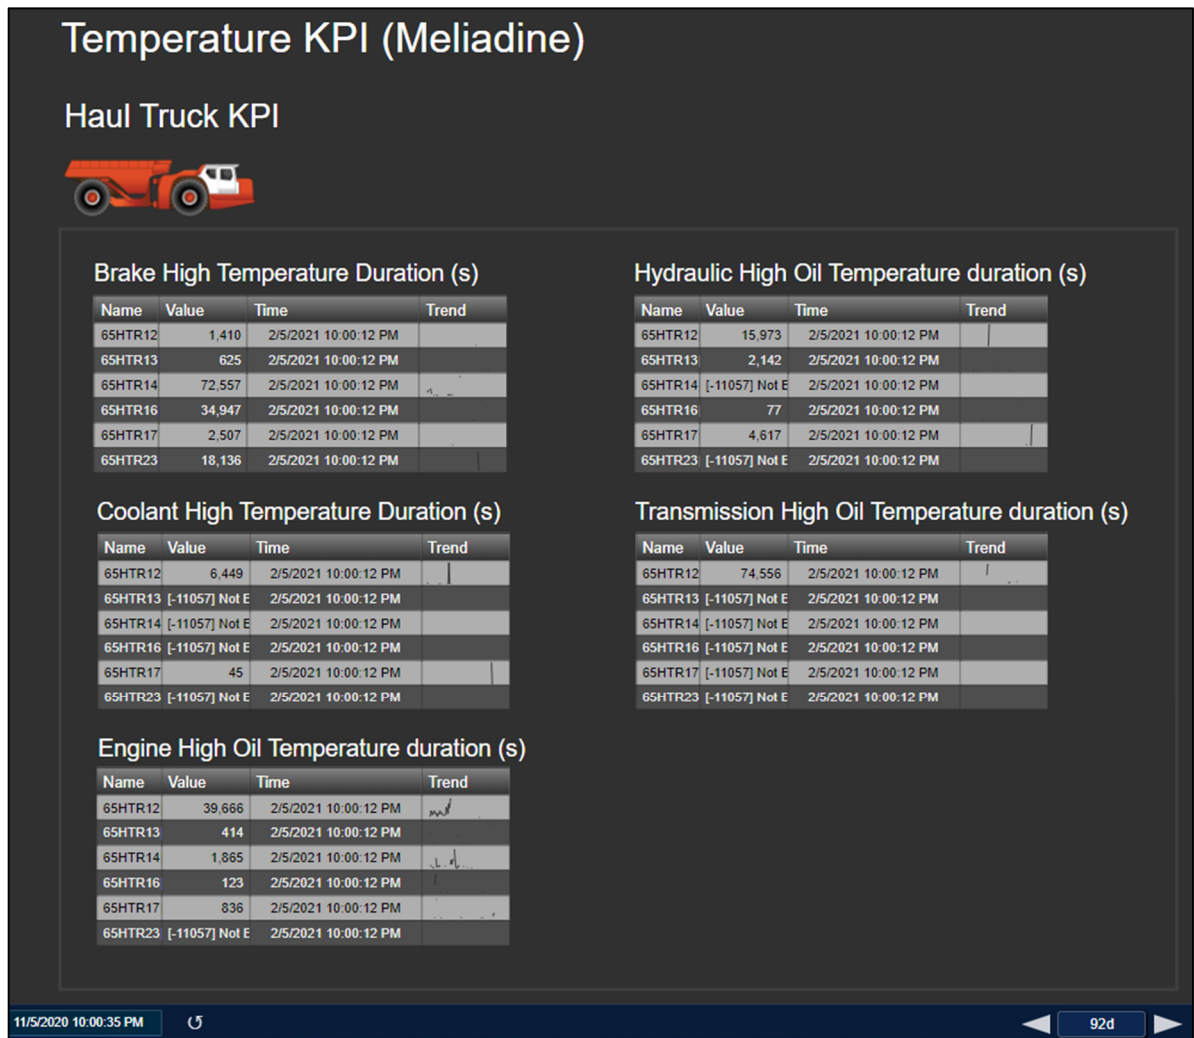 Temperature KPI (Meliadine)
Haul Truck KPI
Brake High Temperature Duration (s)
Name Value Time Trend
65HTR12 1,410 2/5/2021 10:00:12 PM
65HTR13 625 2/5/2021 10:00:12 PM
65HTR14 72,557 2/5/2021 10:00:12 PM
65HTR16 34,947 2/5/2021 10:00:12 PM
65HTR17 2,507 2/5/2021 10:00:12 PM
65HTR23 18,136 2/5/2021 10:00:12 PM
Hydraulic High Oil Temperature duration (s)
Name Value Time Trend
65HTR12 15,973 2/5/2021 10:00:12 PM
65HTR13 2,142 2/5/2021 10:00:12 PM
65HTR14 [-11057] Not E 2/5/2021 10:00:12 PM
65HTR16 77 2/5/2021 10:00:12 PM
65HTR17 4,617 2/5/2021 10:00:12 PM
65HTR23 [-11057] Not E 2/5/2021 10:00:12 PM
Coolant High Temperature Duration (s)
Name Value Time Trend
65HTR12 6,449 2/5/2021 10:00:12 PM
65HTR13 [-11057] Not E 2/5/2021 10:00:12 PM
65HTR14 [-11057] Not E 2/5/2021 10:00:12 PM
65HTR16 [-11057] Not E 2/5/2021 10:00:12 PM
65HTR17 45 2/5/2021 10:00:12 PM
65HTR23 [-11057] Not E 2/5/2021 10:00:12 PM
Transmission High Oil Temperature duration (s)
Name Value Time Trend
65HTR12 74,556 2/5/2021 10:00:12 PM
65HTR13 [-11057] Not E 2/5/2021 10:00:12 PM
65HTR14 [-11057] Not E 2/5/2021 10:00:12 PM
65HTR16 [-11057] Not E 2/5/2021 10:00:12 PM
65HTR17 [-11057] Not E 2/5/2021 10:00:12 PM
65HTR23 [-11057] Not E 2/5/2021 10:00:12 PM
Engine High Oil Temperature duration (s)
Name Value Time Trend
65HTR12 39,666 2/5/2021 10:00:12 PM
65HTR13 414 2/5/2021 10:00:12 PM
65HTR14 1,865 2/5/2021 10:00:12 PM
65HTR16 123 2/5/2021 10:00:12 PM
65HTR17 836 2/5/2021 10:00:12 PM
65HTR23 [-11057] Not E 2/5/2021 10:00:12 PM
11/5/2020 10:00:35 PM 92d